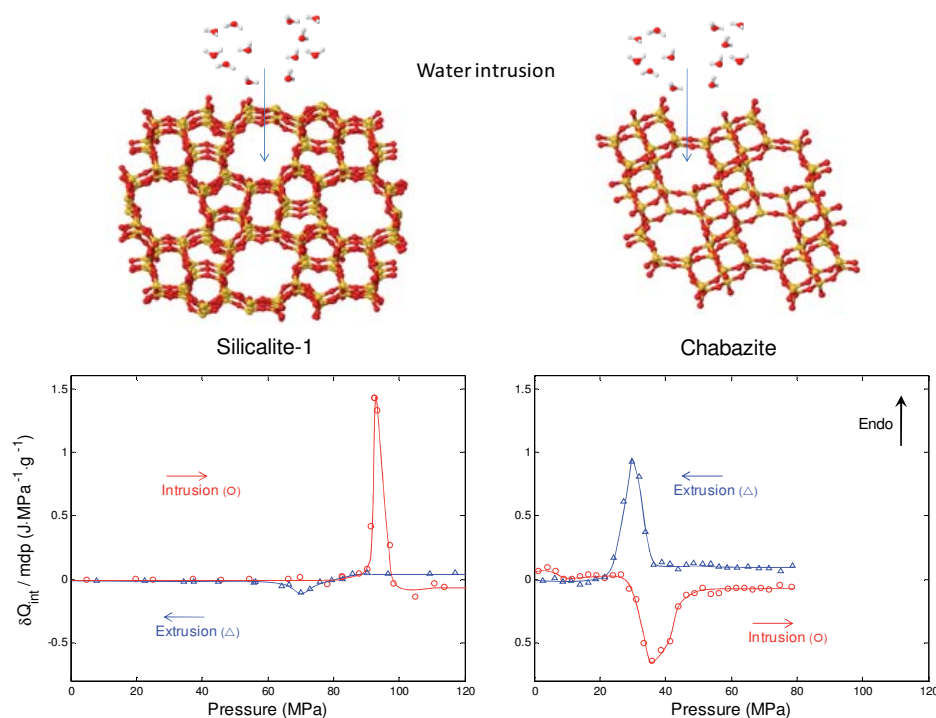 Water intrusion
Silicalite-1
Chabazite
δQint / mdp (J·MPa⁻¹·g⁻¹)
1.5
1
0.5
0
-0.5
0
20
40
60
80
100
120
Pressure (MPa)
Intrusion (O)
Extrusion (△)
1.5
1
0.5
0
0.5
0
20
40
60
80
100
120
Pressure (MPa)
Endo
Extrusion (△)
Intrusion (O)